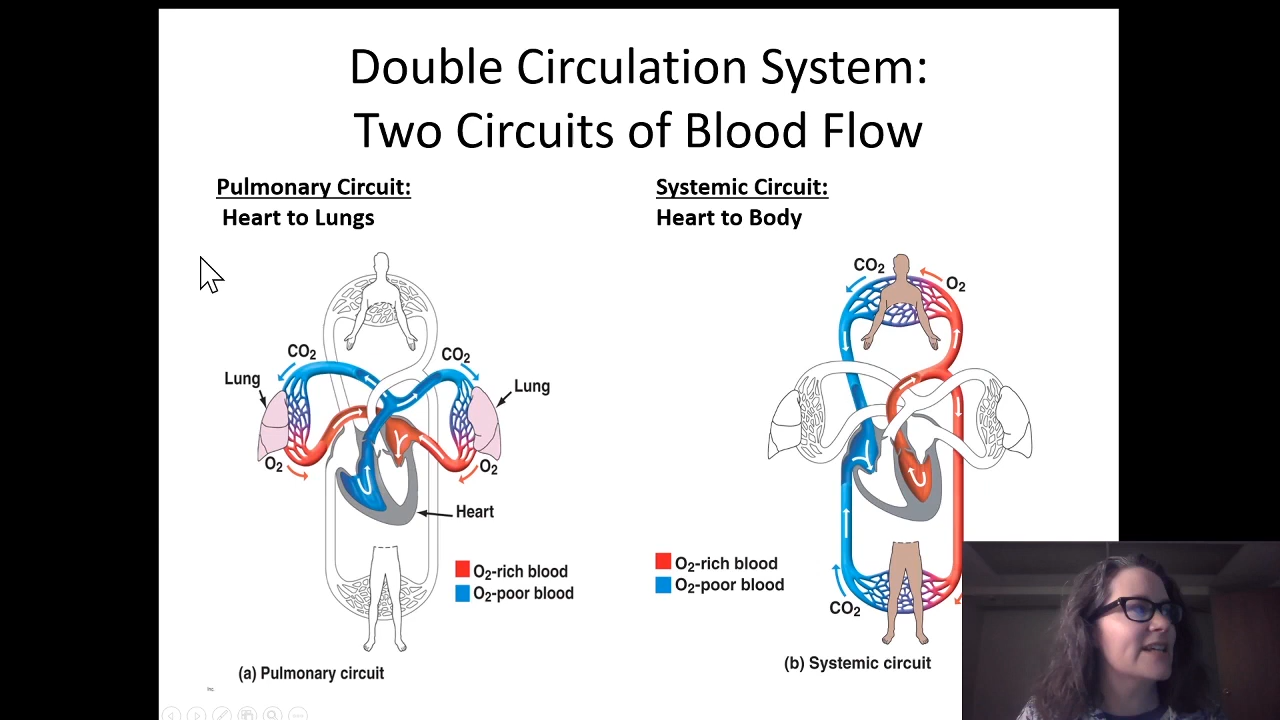 Double Circulation System:
Two Circuits of Blood Flow
Pulmonary Circuit:
Heart to Lungs
Systemic Circuit:
Heart to Body
CO2
CO2
Lung
Lung
O2
O2
Heart
O2-rich blood
O2-poor blood
(a) Pulmonary circuit
Inc.
CO2
O2
O2-rich blood
O2-poor blood
CO2
(b) Systemic circuit